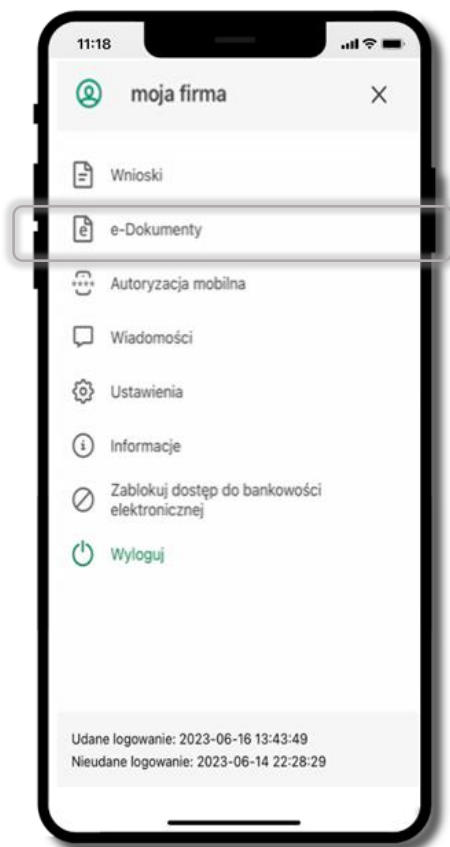 11:18
moja firma
Wnioski
e-Dokumenty
Autoryzacja mobilna
Wiadomości
Ustawienia
Informacje
Zablokuj dostęp do bankowości
elektronicznej
Wyloguj
Udane logowanie: 2023-06-16 13:43:49
Nieudane logowanie: 2023-06-14 22:28:29